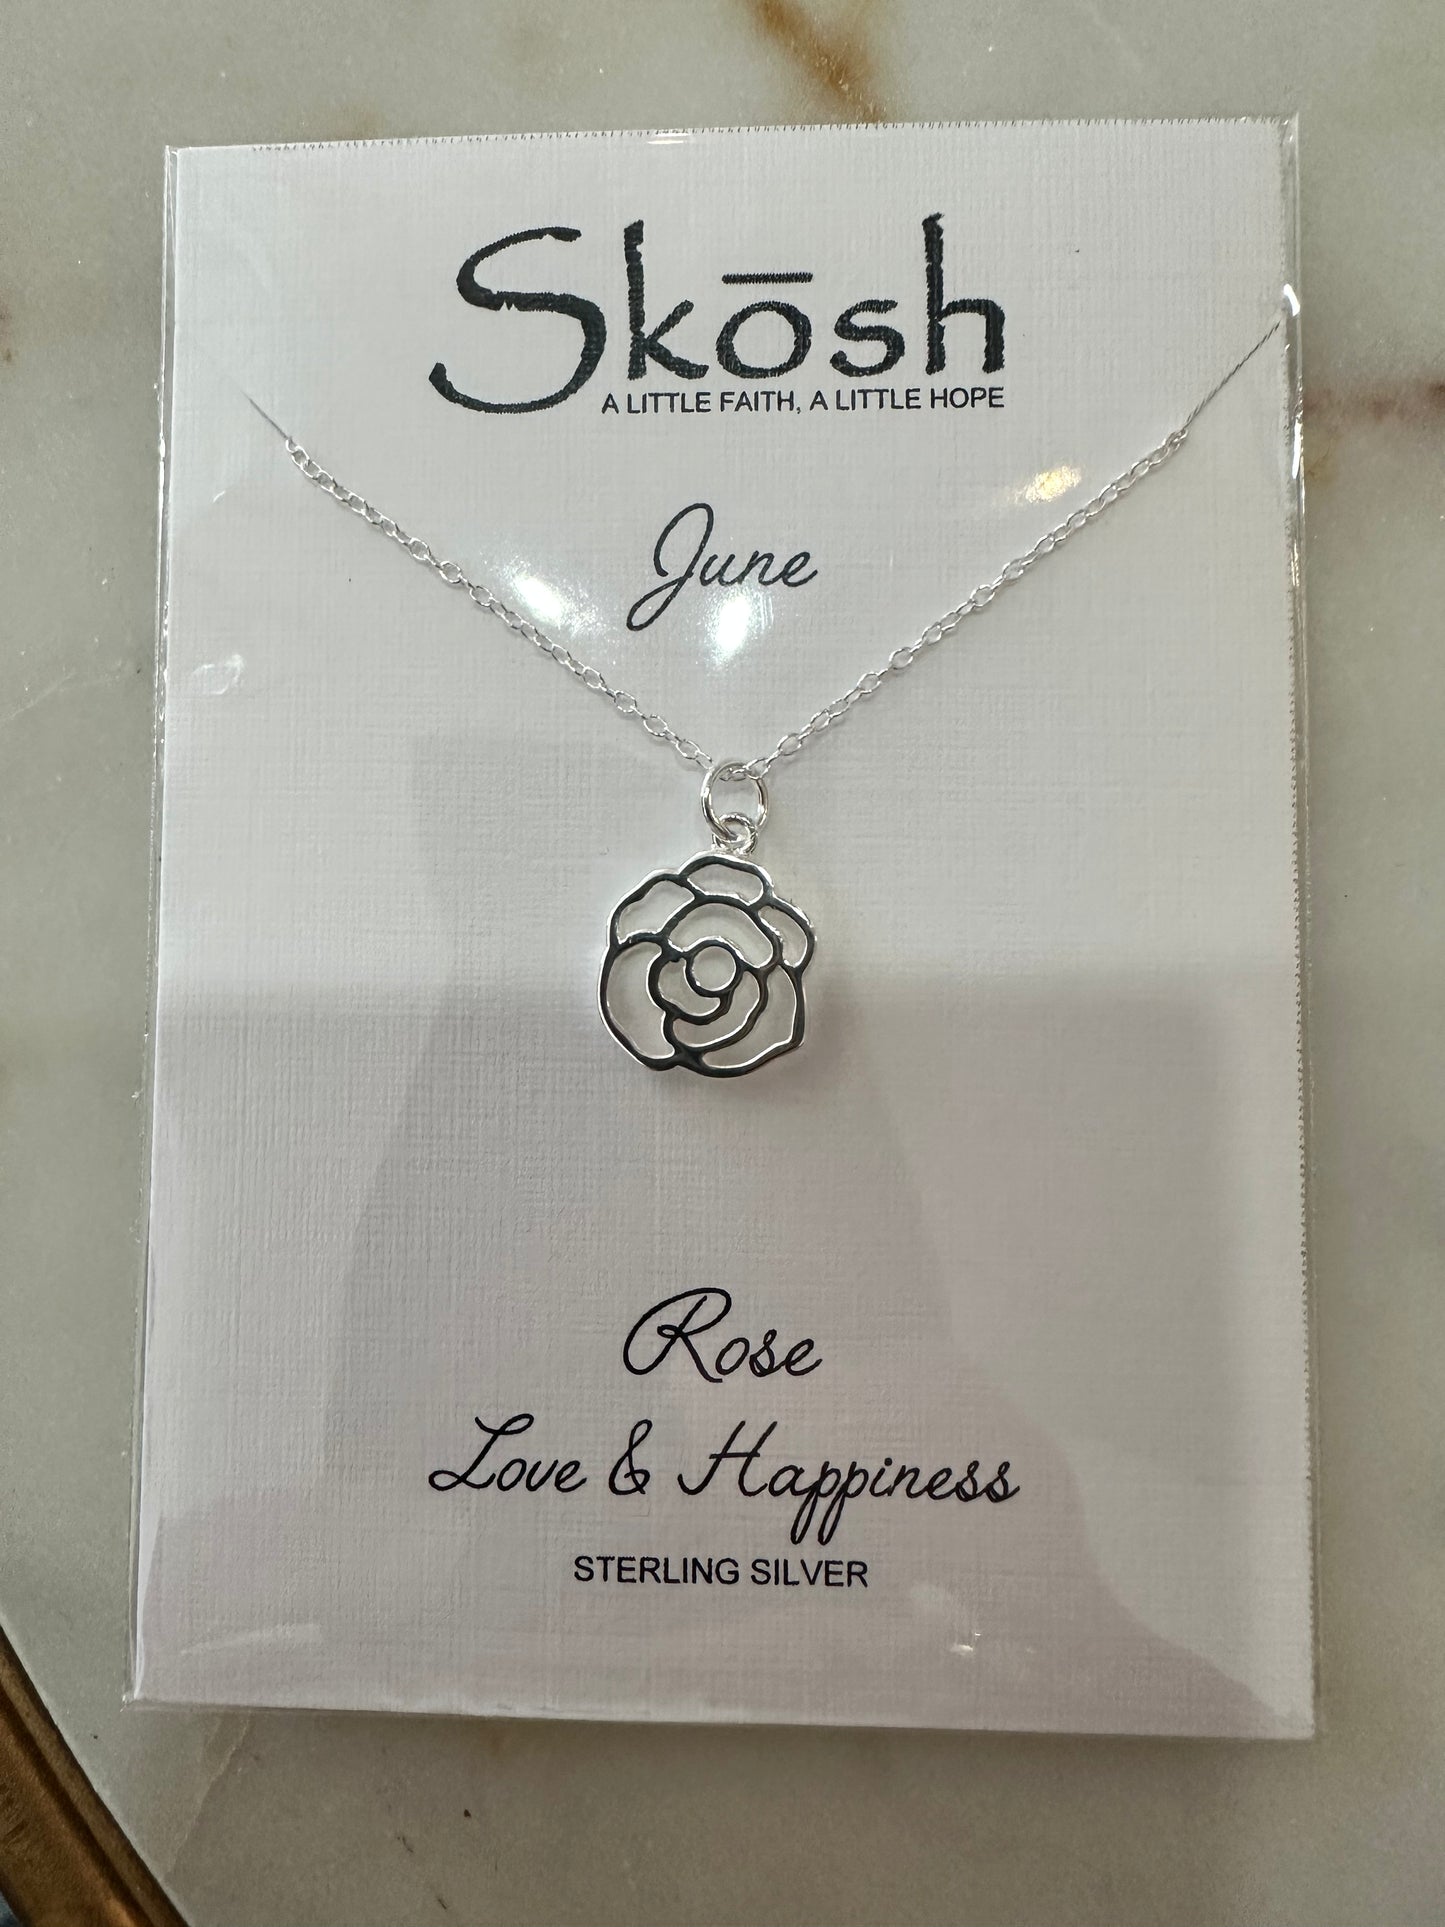 Skōsh
A LITTLE FAITH, A LITTLE HOPE
June
Rose
Love & Happiness
STERLING SILVER